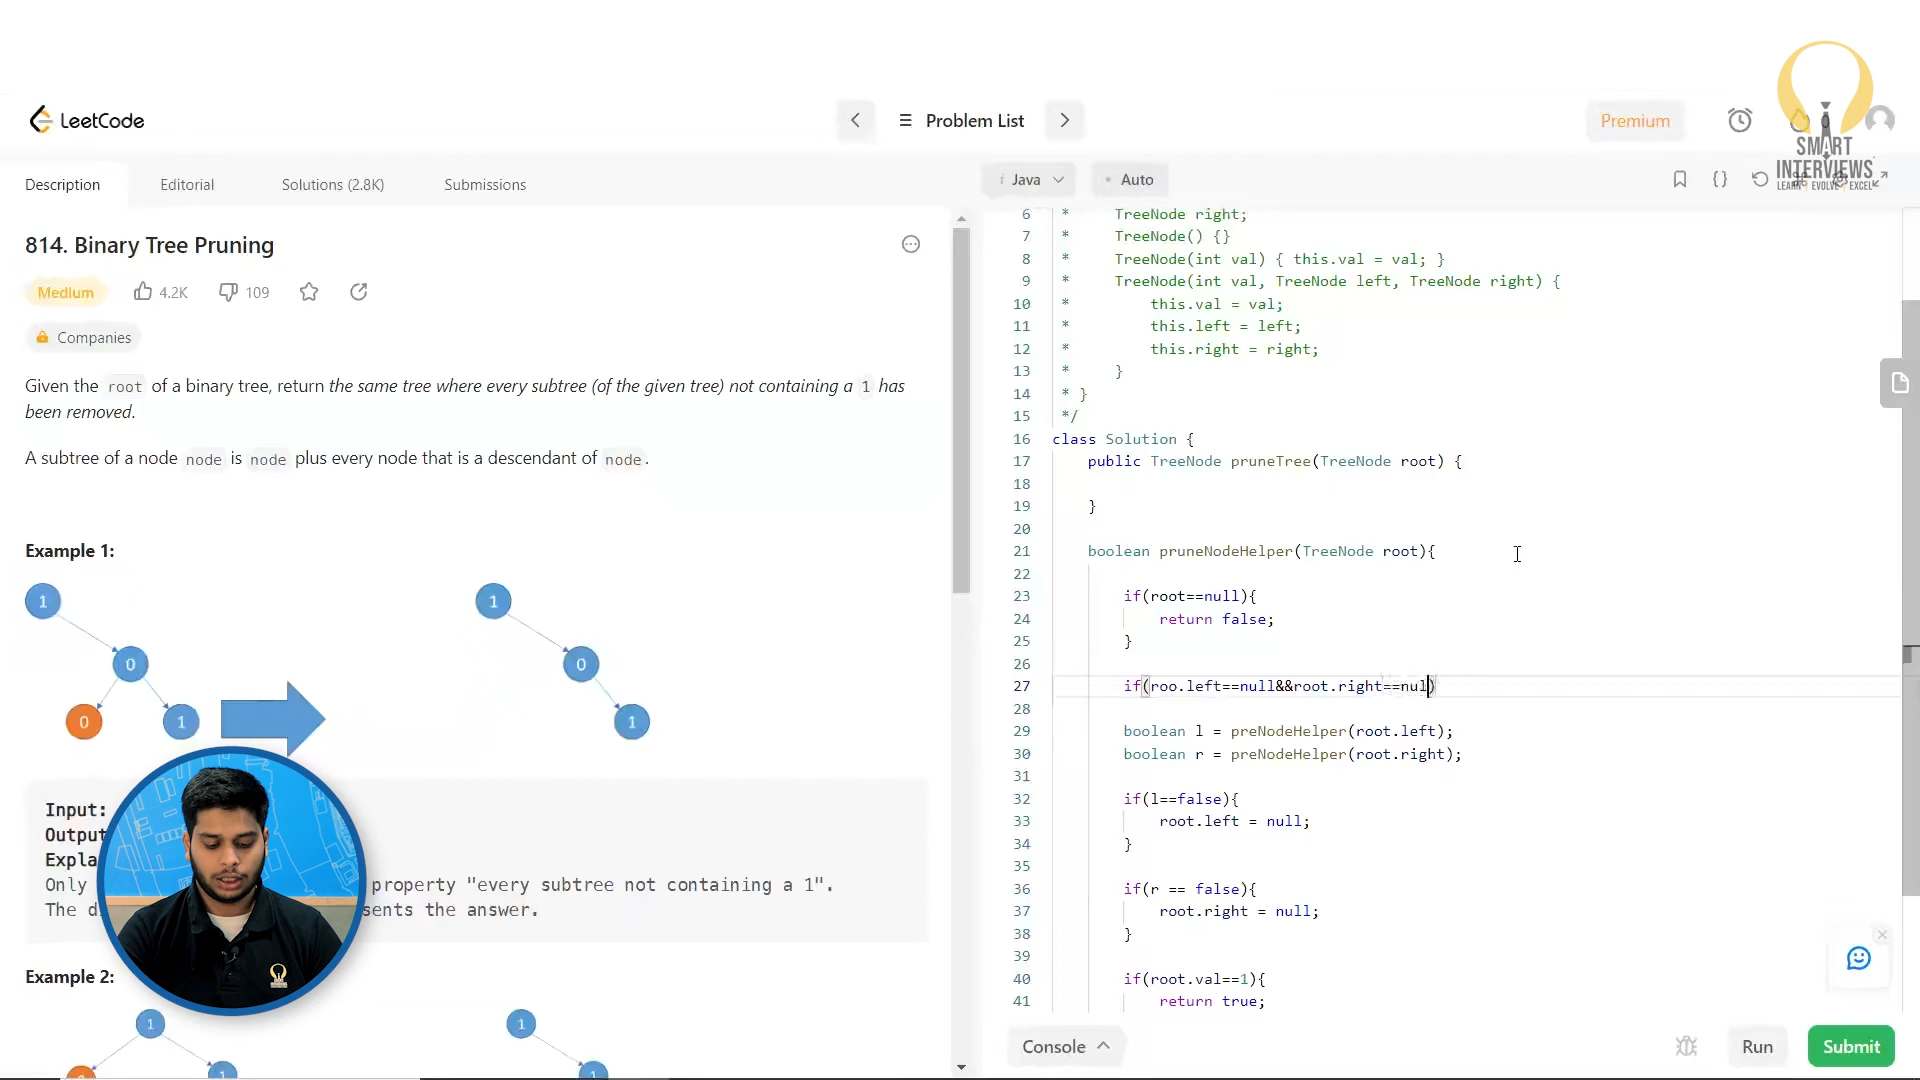 LeetCode
Problem List
Premium
0
SMART
INTERVIEWS
LEARN EVOLVE EXCEL
Description
Editorial
Solutions (2.8K)
Submissions
i Java
Auto
{}
814. Binary Tree Pruning
Medium
4.2K
109
Companies
Given the root of a binary tree, return the same tree where every subtree (of the given tree) not containing a 1 has
been removed.
A subtree of a node node is node plus every node that is a descendant of node.
Example 1:
1
1
0
0
0
1
1
Input:
Output
Expla
Only property "every subtree not containing a 1".
The d sents the answer.
Example 2:
1
1
1
1
6 * TreeNode right;
7 * TreeNode() {}
8 * TreeNode(int val) { this.val = val; }
9 * TreeNode(int val, TreeNode left, TreeNode right) {
10 * this.val = val;
11 * this.left = left;
12 * this.right = right;
13 * }
14 * }
15 */
16 class Solution {
17 public TreeNode pruneTree(TreeNode root) {
18
19 }
20
21 boolean pruneNodeHelper(TreeNode root){
22
23 if(root==null){
24 return false;
25 }
26
27 if(roo.left==null&&root.right==nul)
28
29 boolean l = preNodeHelper(root.left);
30 boolean r = preNodeHelper(root.right);
31
32 if(l==false){
33 root.left = null;
34 }
35
36 if(r == false){
37 root.right = null;
38 }
39
40 if(root.val==1){
41 return true;
Console
Run
Submit